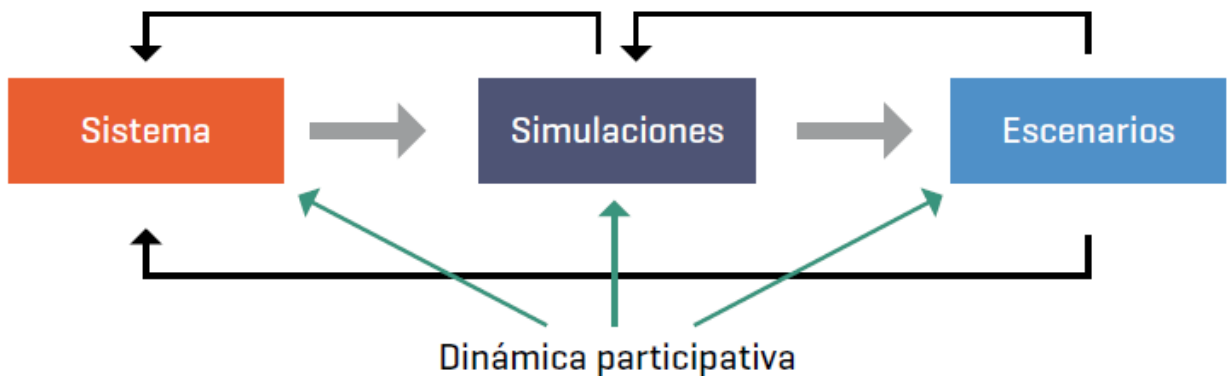 Sistema
Simulaciones
Escenarios
Dinámica participativa